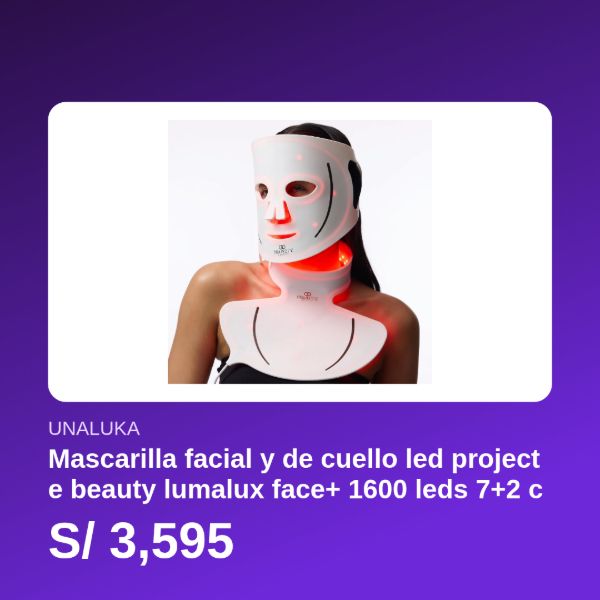 UNALUKA
Mascarilla facial y de cuello led project
e beauty lumalux face+ 1600 leds 7+2 c
S/ 3,595